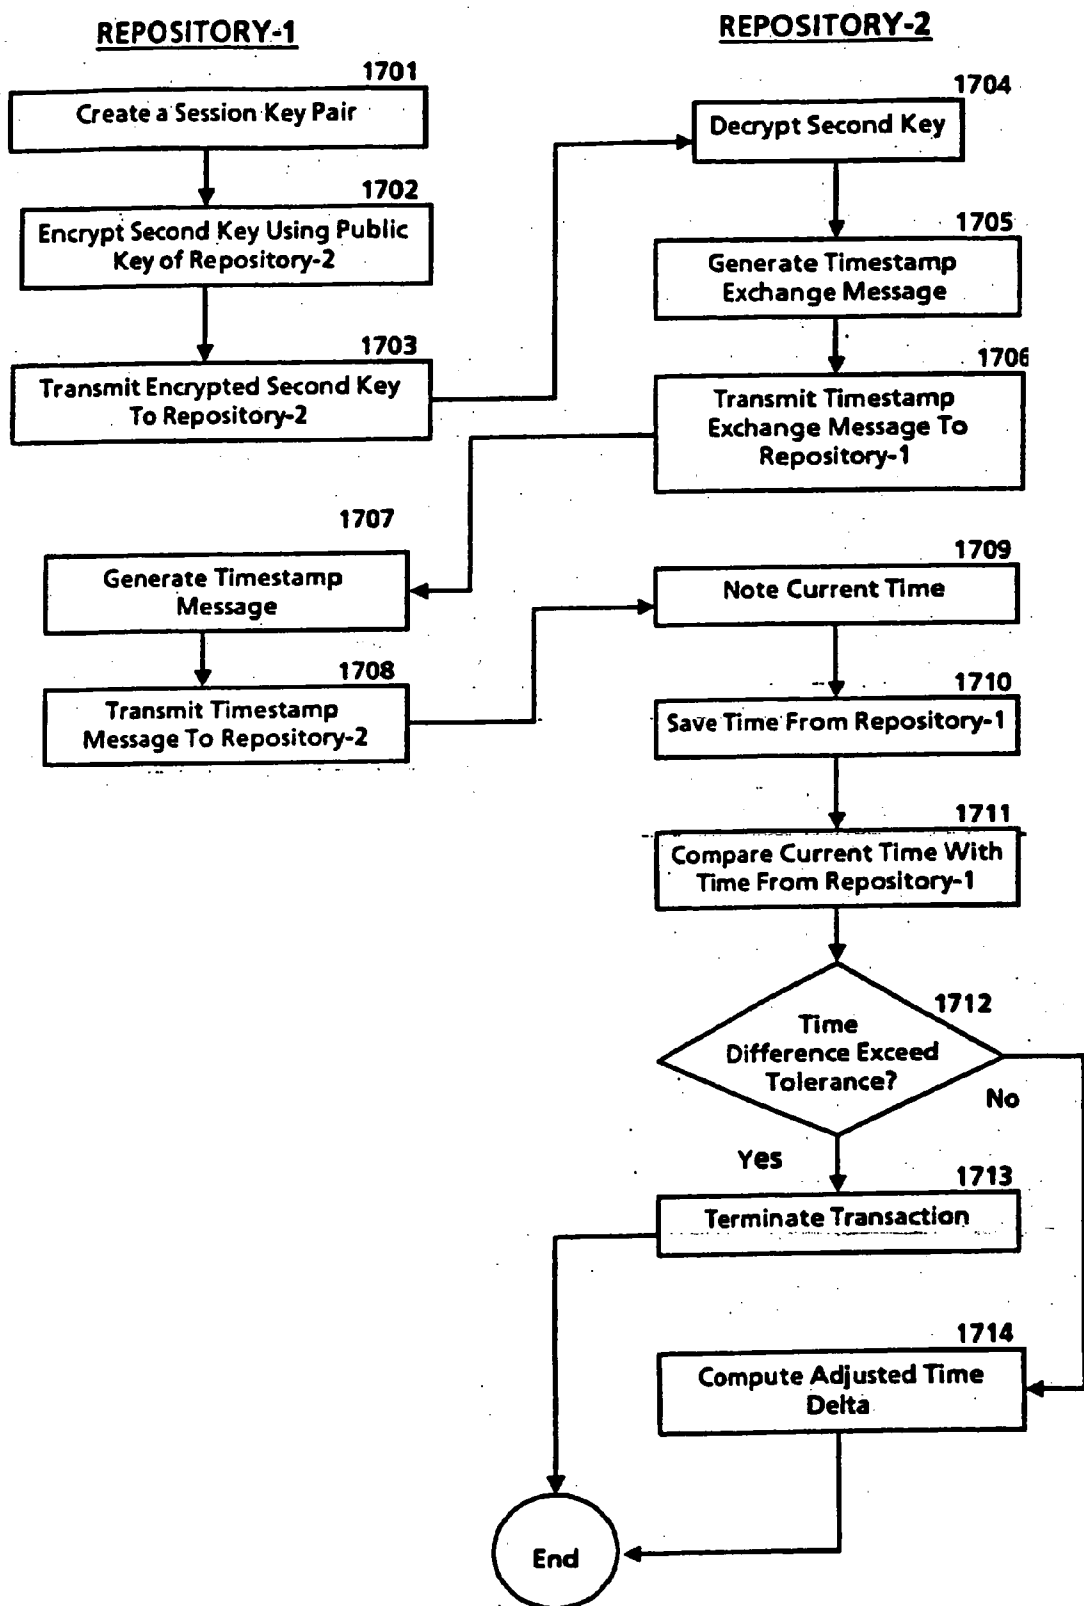 REPOSITORY-1
REPOSITORY-2
1701
Create a Session Key Pair
1702
Encrypt Second Key Using Public
Key of Repository-2
1703
Transmit Encrypted Second Key
To Repository-2
1704
Decrypt Second Key
1705
Generate Timestamp
Exchange Message
1706
Transmit Timestamp
Exchange Message To
Repository-1
1707
Generate Timestamp
Message
1708
Transmit Timestamp
Message To Repository-2
1709
Note Current Time
1710
Save Time From Repository-1
1711
Compare Current Time With
Time From Repository-1
1712
Time
Difference Exceed
Tolerance?
No
Yes
1713
Terminate Transaction
1714
Compute Adjusted Time
Delta
End